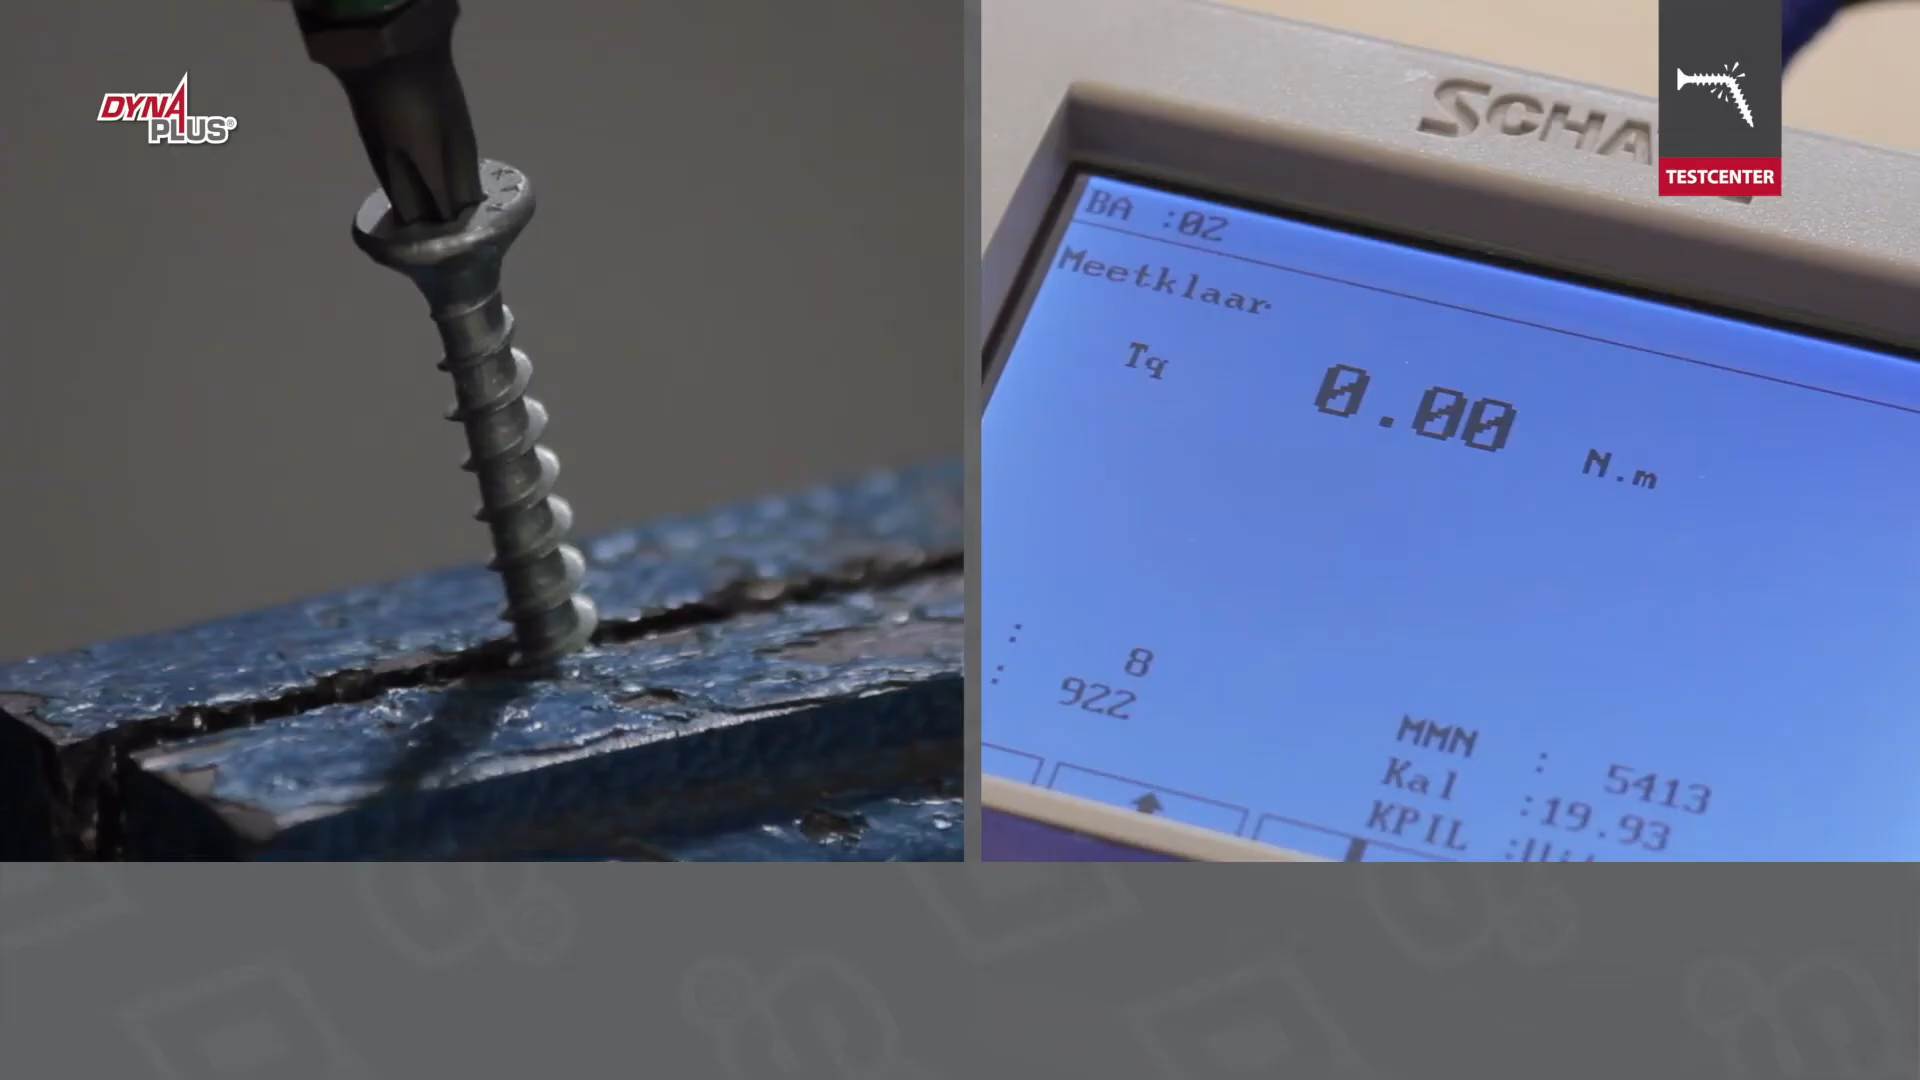 DYNA
PLUS®
SCHA
TESTCENTER
BA :02
Meetklaar
Tq 0.00 N.m
: 8
: 922
MMN : 5413
Kal :19.93
KPIL